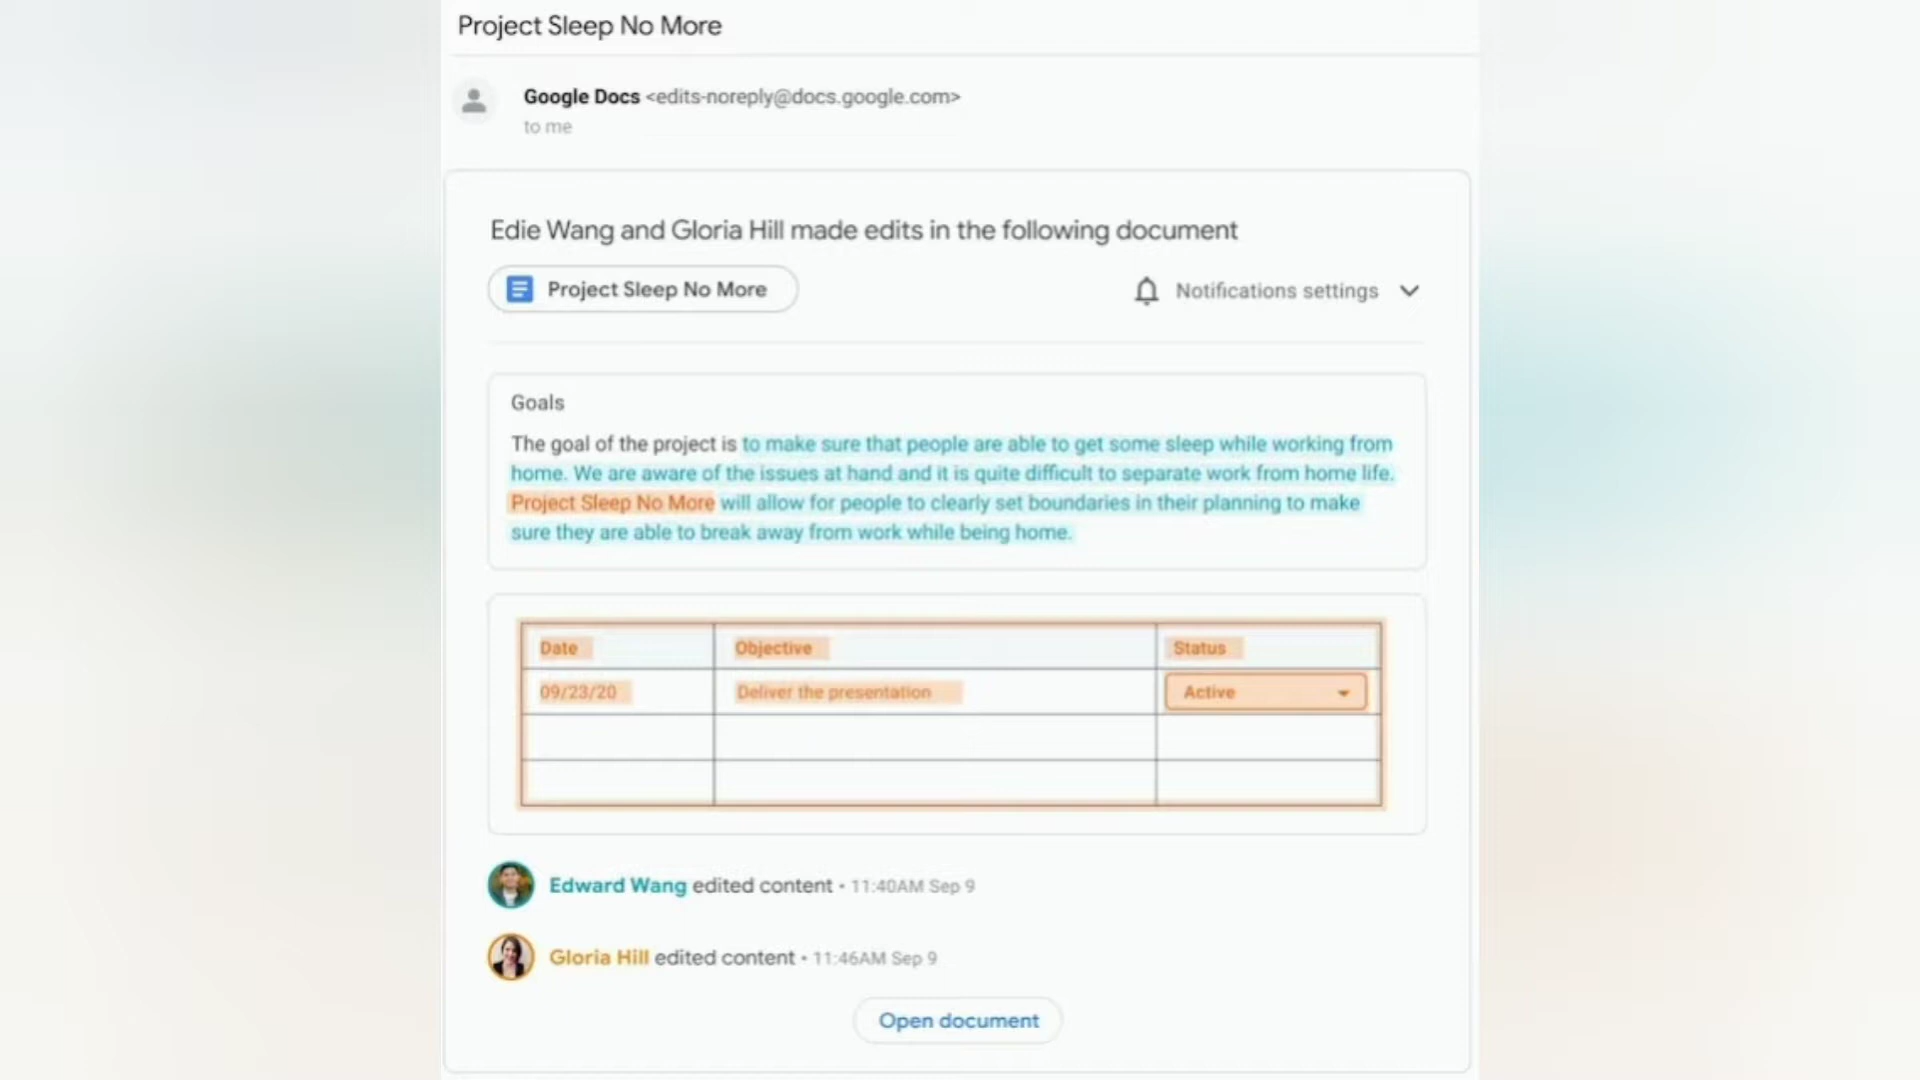 Project Sleep No More
Google Docs <edits-noreply@docs.google.com>
to me
Edie Wang and Gloria Hill made edits in the following document
Project Sleep No More
Notifications settings
Goals
The goal of the project is to make sure that people are able to get some sleep while working from
home. We are aware of the issues at hand and it is quite difficult to separate work from home life.
Project Sleep No More will allow for people to clearly set boundaries in their planning to make
sure they are able to break away from work while being home.
Date Objective Status
09/23/20 Deliver the presentation Active
Edward Wang edited content • 11:40AM Sep 9
Gloria Hill edited content • 11:46AM Sep 9
Open document